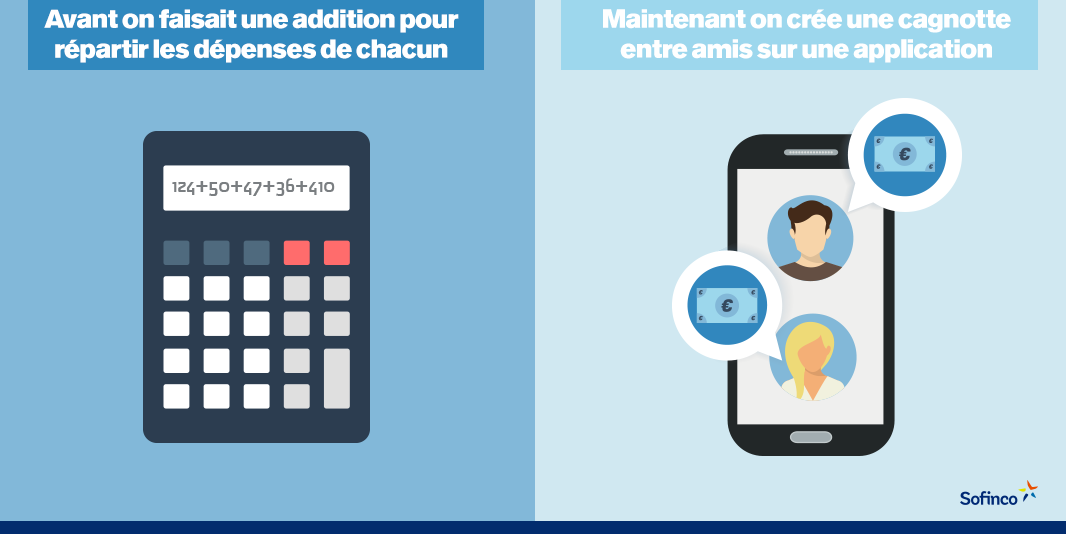 Avant on faisait une addition pour
répartir les dépenses de chacun
Maintenant on crée une cagnotte
entre amis sur une application
124+50+47+36+410
€
€
Sofinco